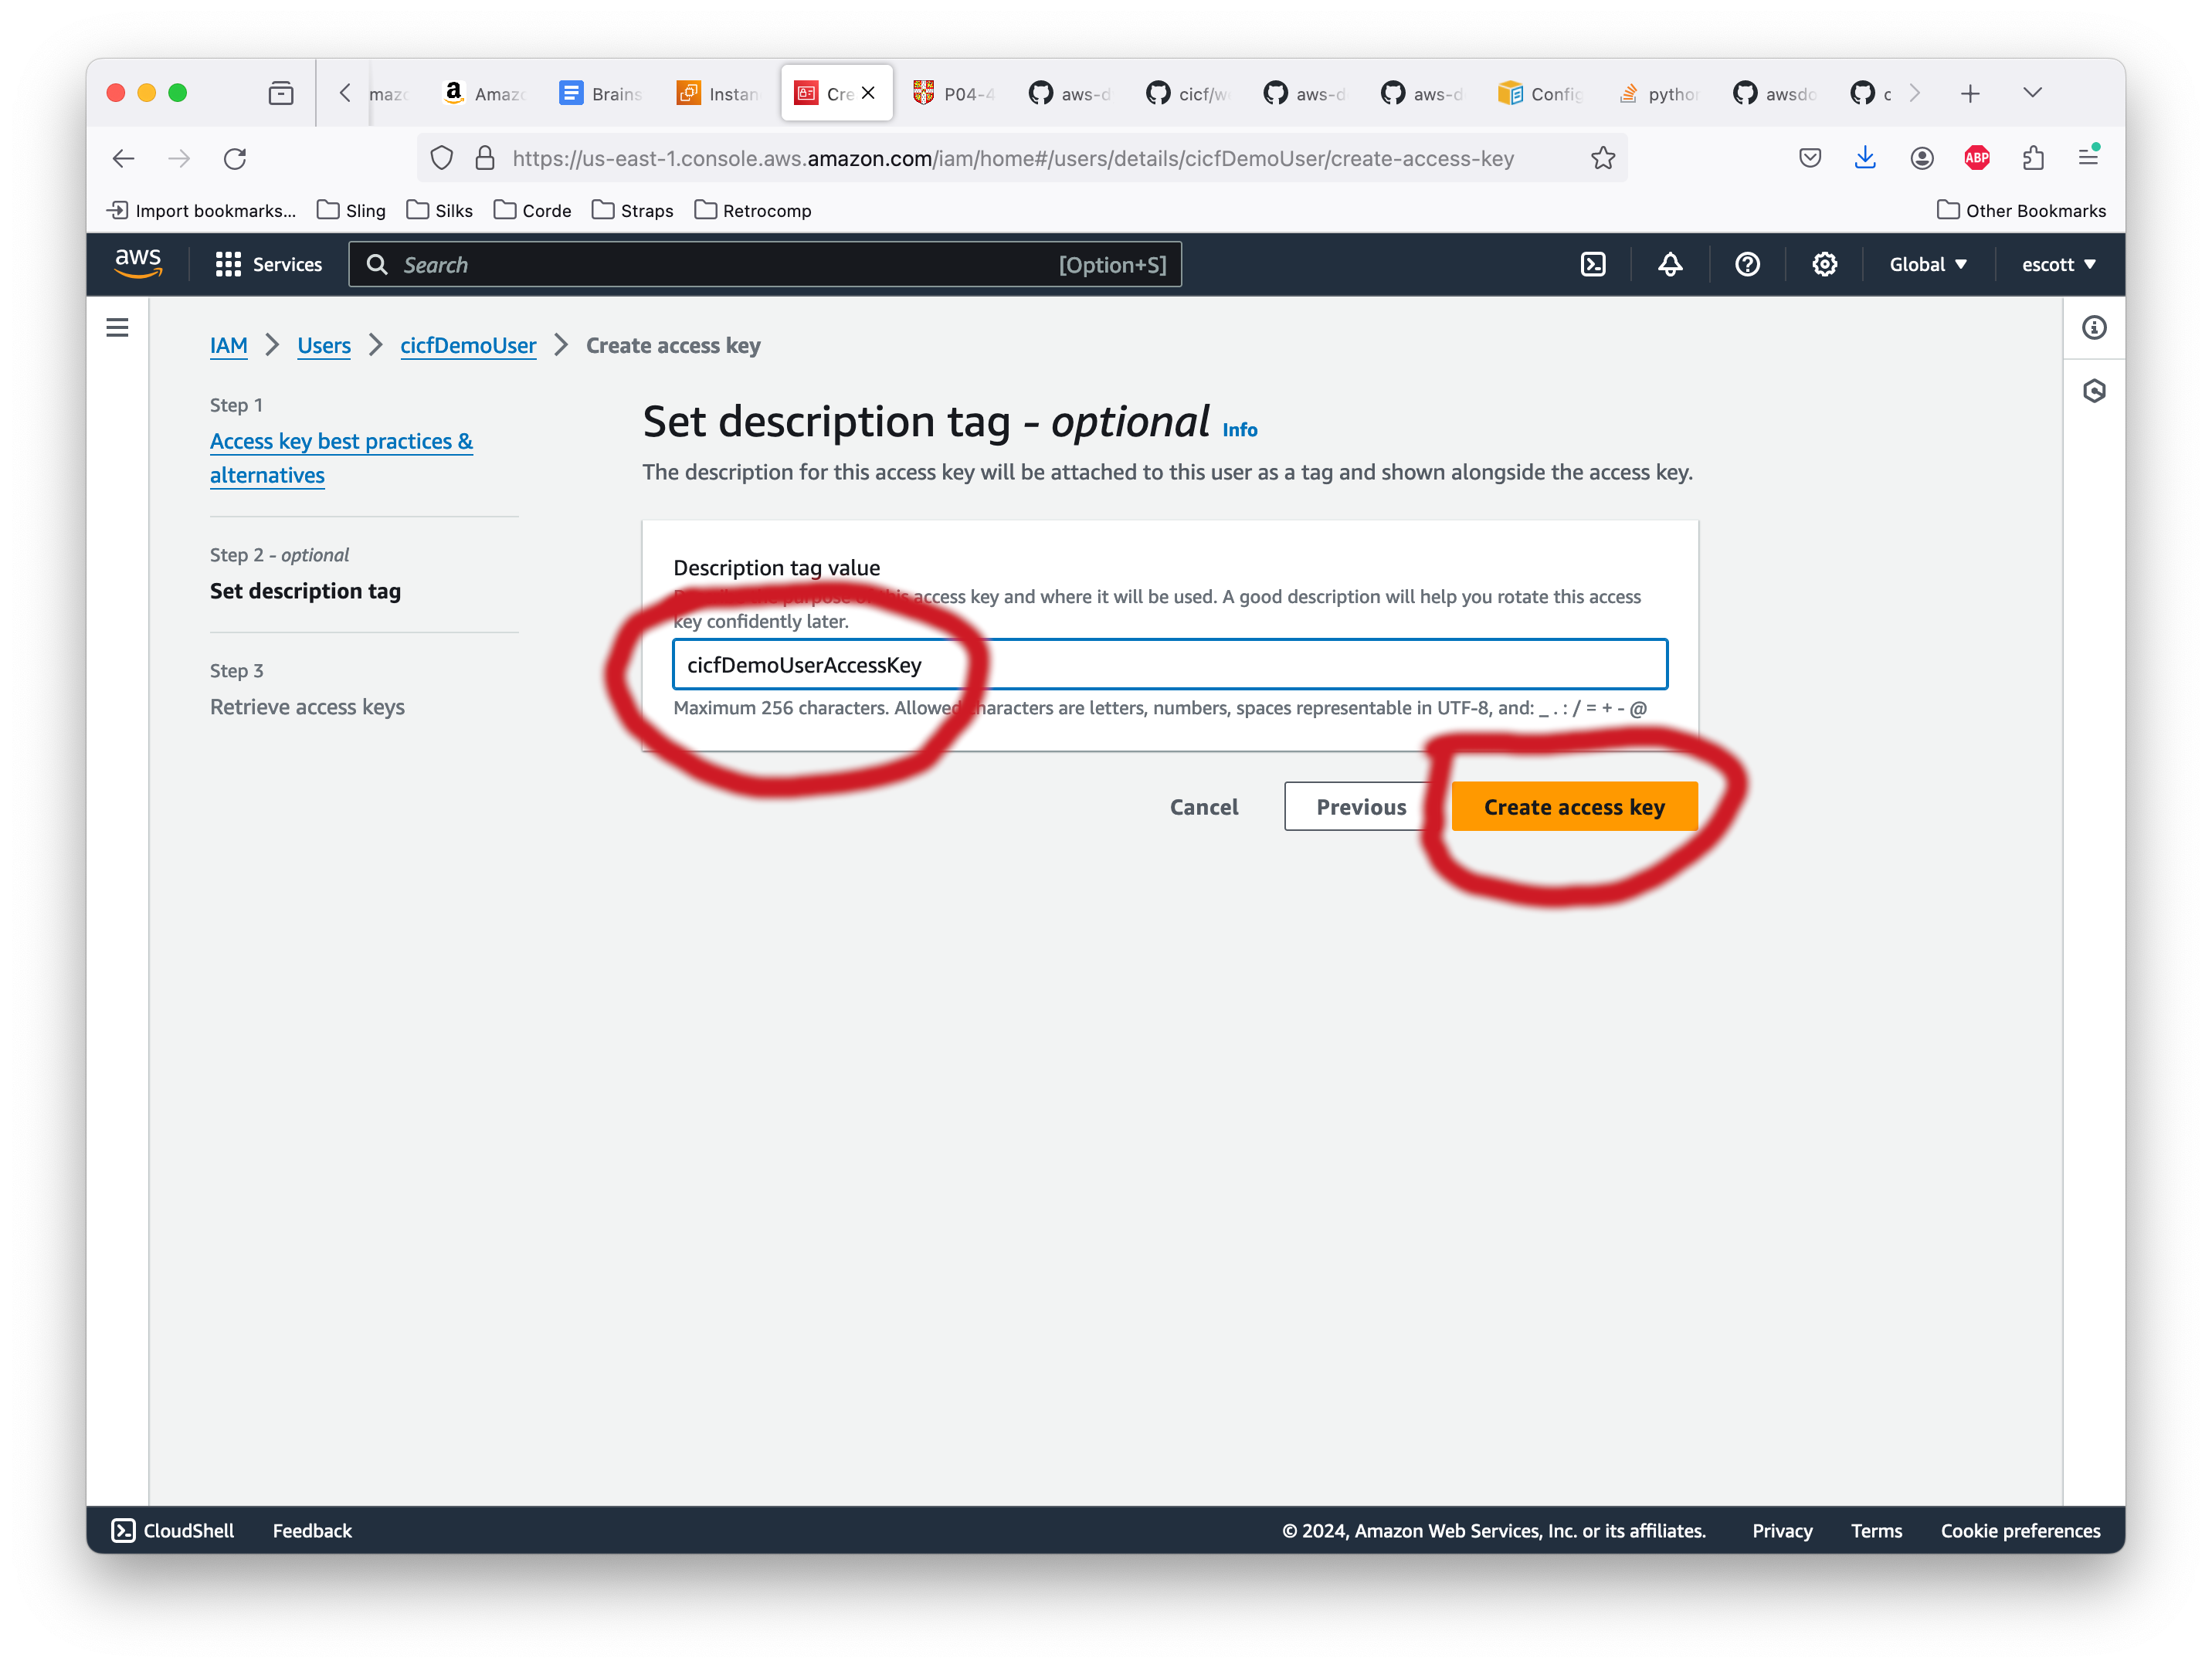 mazo
Amazo
Brains
Instan
Cre
P04-4
aws-d
cicf/w
aws-d
aws-d
Config
python
awsdo
c
https://us-east-1.console.aws.amazon.com/iam/home#/users/details/cicfDemoUser/create-access-key
ABP
Import bookmarks...
Sling
Silks
Corde
Straps
Retrocomp
Other Bookmarks
aws
Services
Search
[Option+S]
Global
escott
IAM
Users
cicfDemoUser
Create access key
Step 1
Access key best practices &
alternatives
Step 2 - optional
Set description tag
Step 3
Retrieve access keys
Set description tag - optional Info
The description for this access key will be attached to this user as a tag and shown alongside the access key.
Description tag value
purpose of this access key and where it will be used. A good description will help you rotate this access
key confidently later.
cicfDemoUserAccessKey
Maximum 256 characters. Allowed characters are letters, numbers, spaces representable in UTF-8, and: _ . : / = + - @
Cancel
Previous
Create access key
CloudShell
Feedback
© 2024, Amazon Web Services, Inc. or its affiliates.
Privacy
Terms
Cookie preferences